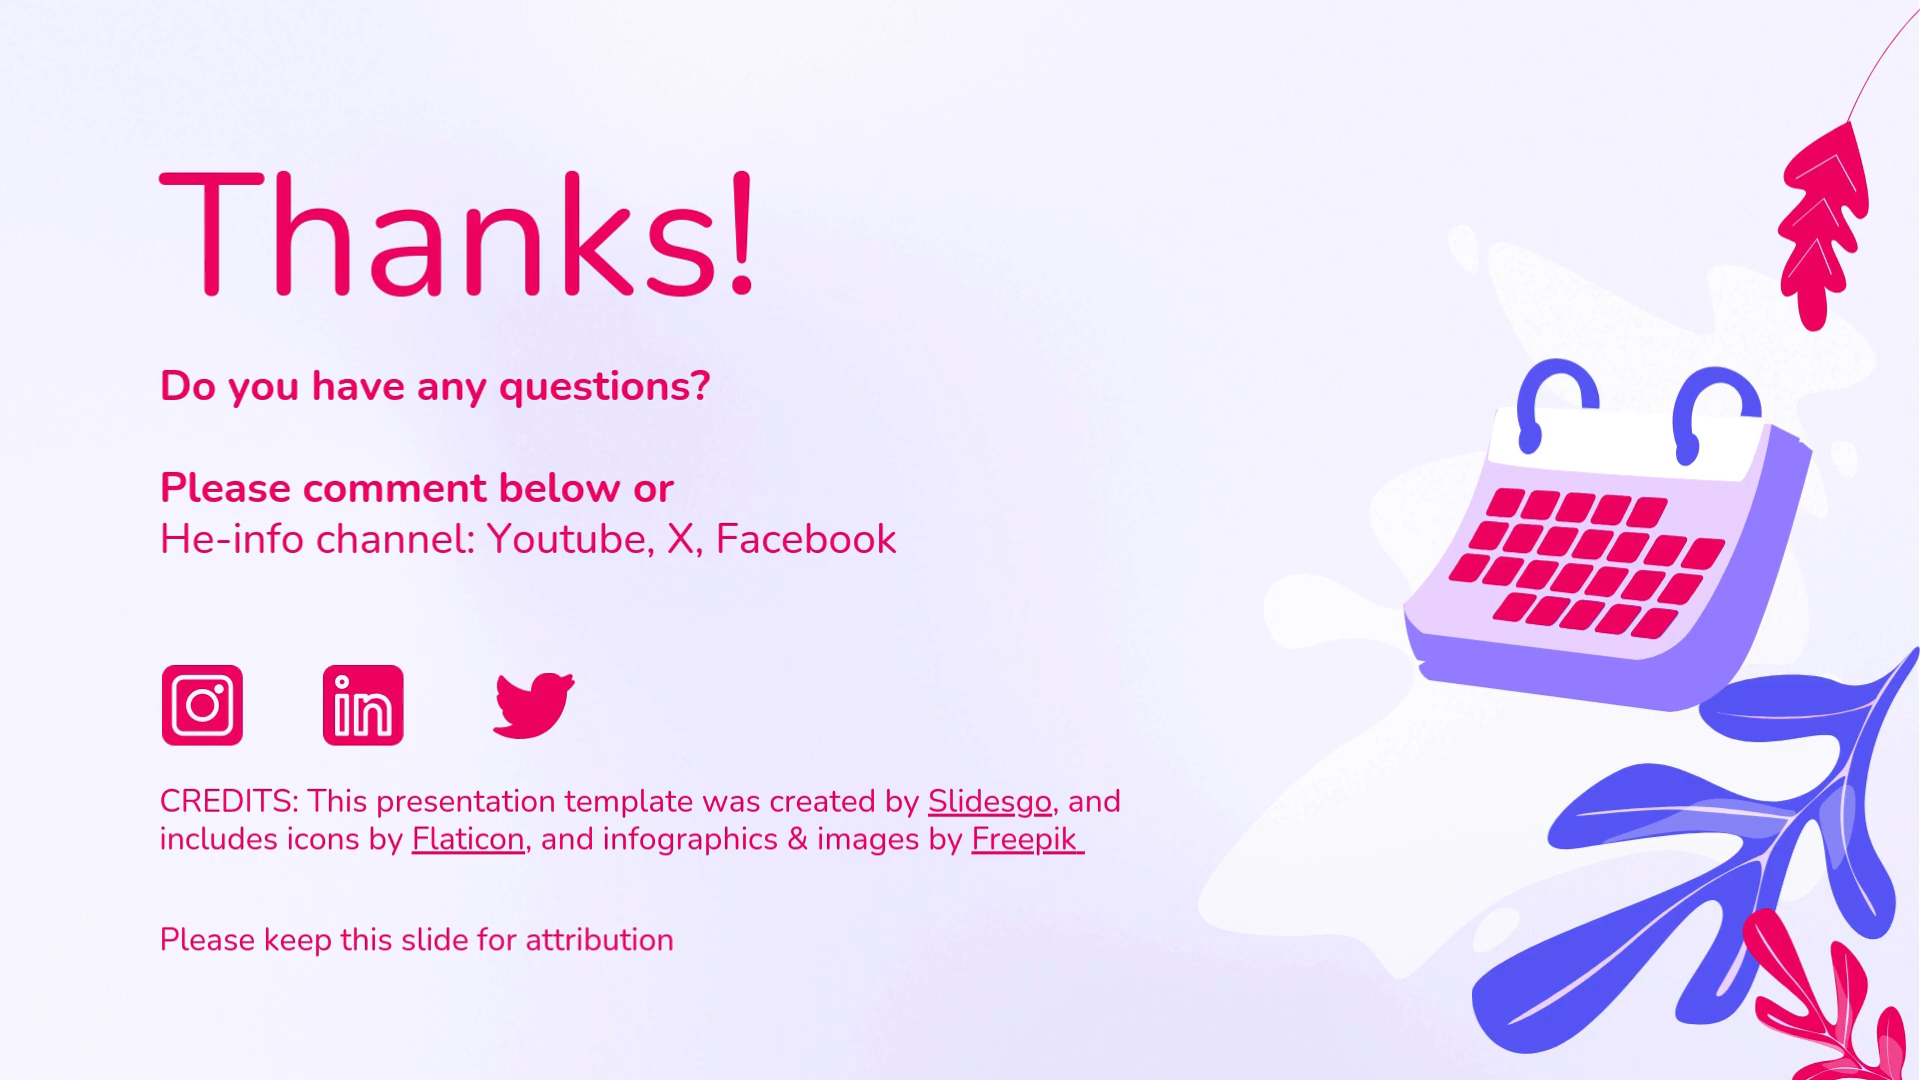 Thanks!
Do you have any questions?
Please comment below or
He-info channel: Youtube, X, Facebook
in
CREDITS: This presentation template was created by Slidesgo, and
includes icons by Flaticon, and infographics & images by Freepik
Please keep this slide for attribution